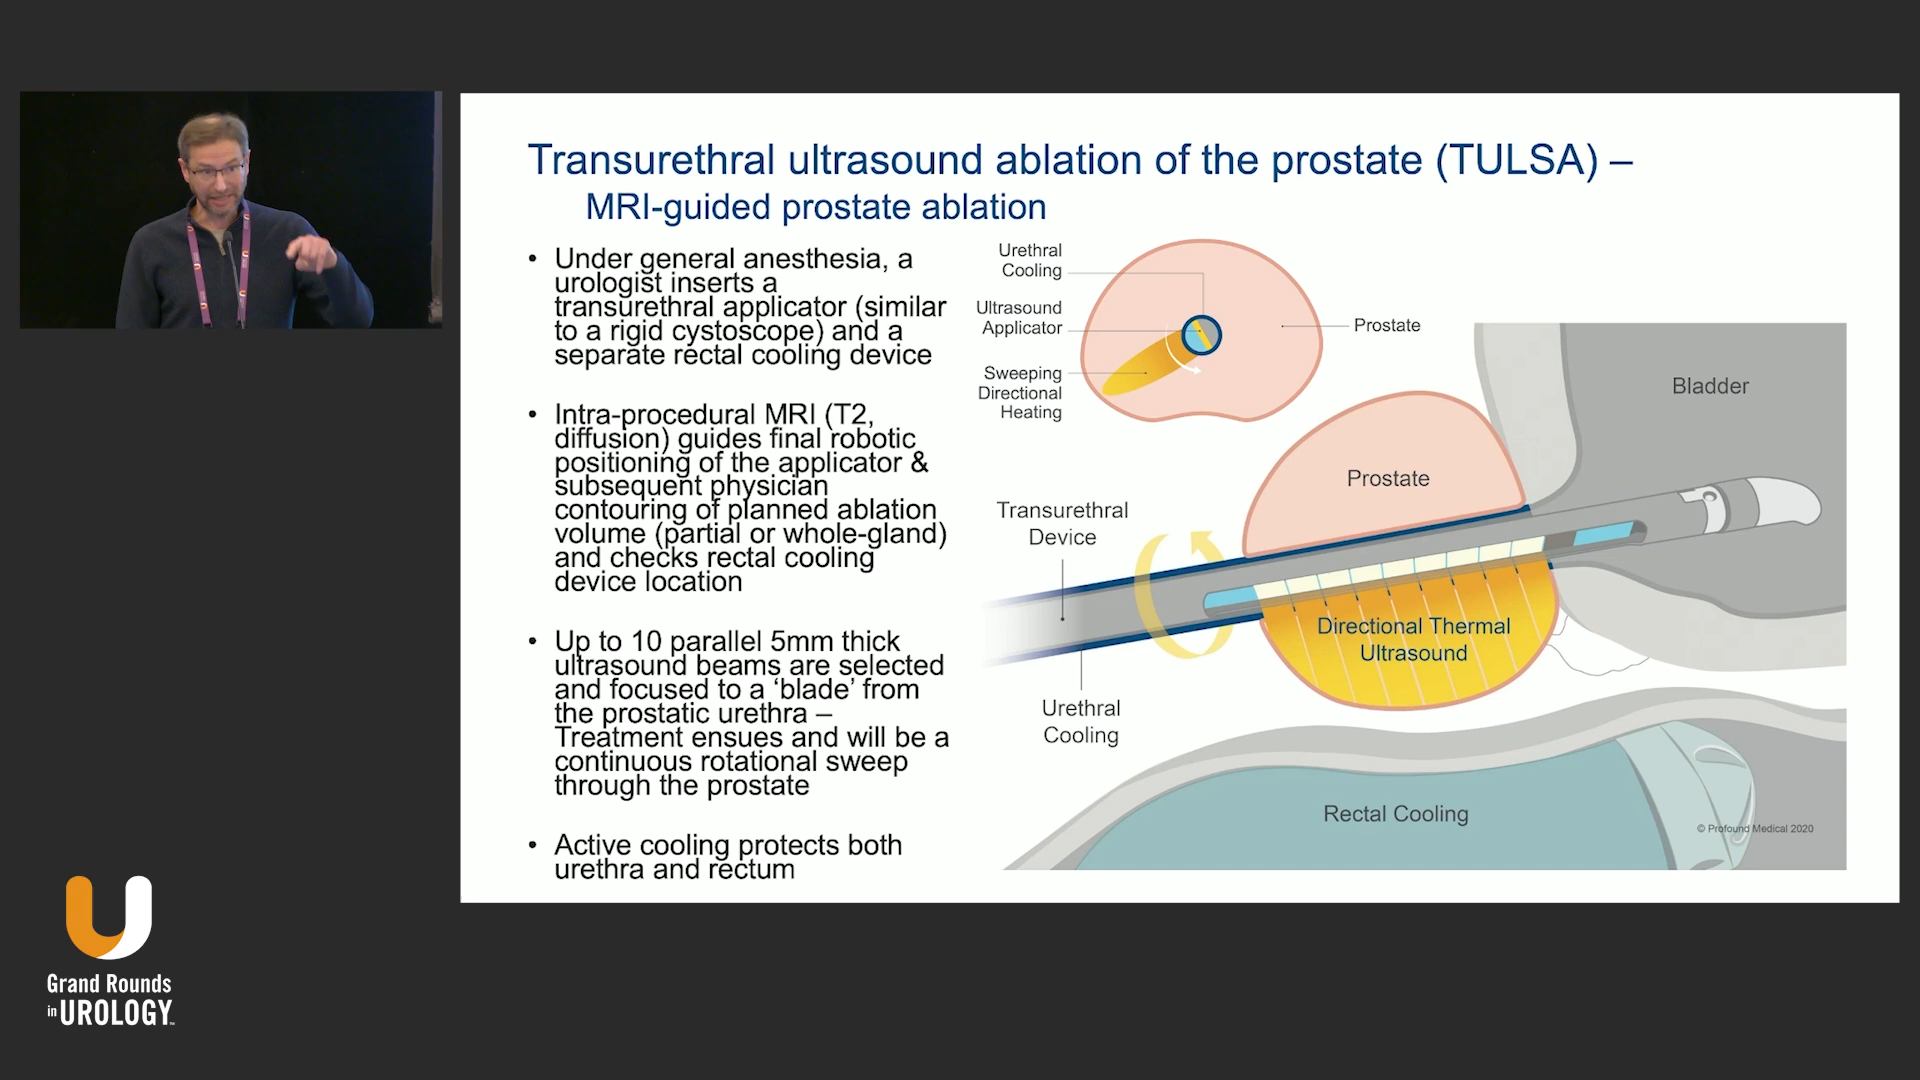 Transurethral ultrasound ablation of the prostate (TULSA) –
MRI-guided prostate ablation
• Under general anesthesia, a
urologist inserts a
transurethral applicator (similar
to a rigid cystoscope) and a
separate rectal cooling device
• Intra-procedural MRI (T2,
diffusion) guides final robotic
positioning of the applicator &
subsequent physician
contouring of planned ablation
volume (partial or whole-gland)
and checks rectal cooling
device location
• Up to 10 parallel 5mm thick
ultrasound beams are selected
and focused to a ‘blade’ from
the prostatic urethra –
Treatment ensues and will be a
continuous rotational sweep
through the prostate
• Active cooling protects both
urethra and rectum
Urethral
Cooling
Ultrasound
Applicator
Sweeping
Directional
Heating
Prostate
Bladder
Prostate
Transurethral
Device
Directional Thermal
Ultrasound
Urethral
Cooling
Rectal Cooling
© Profound Medical 2020
Grand Rounds
in UROLOGY